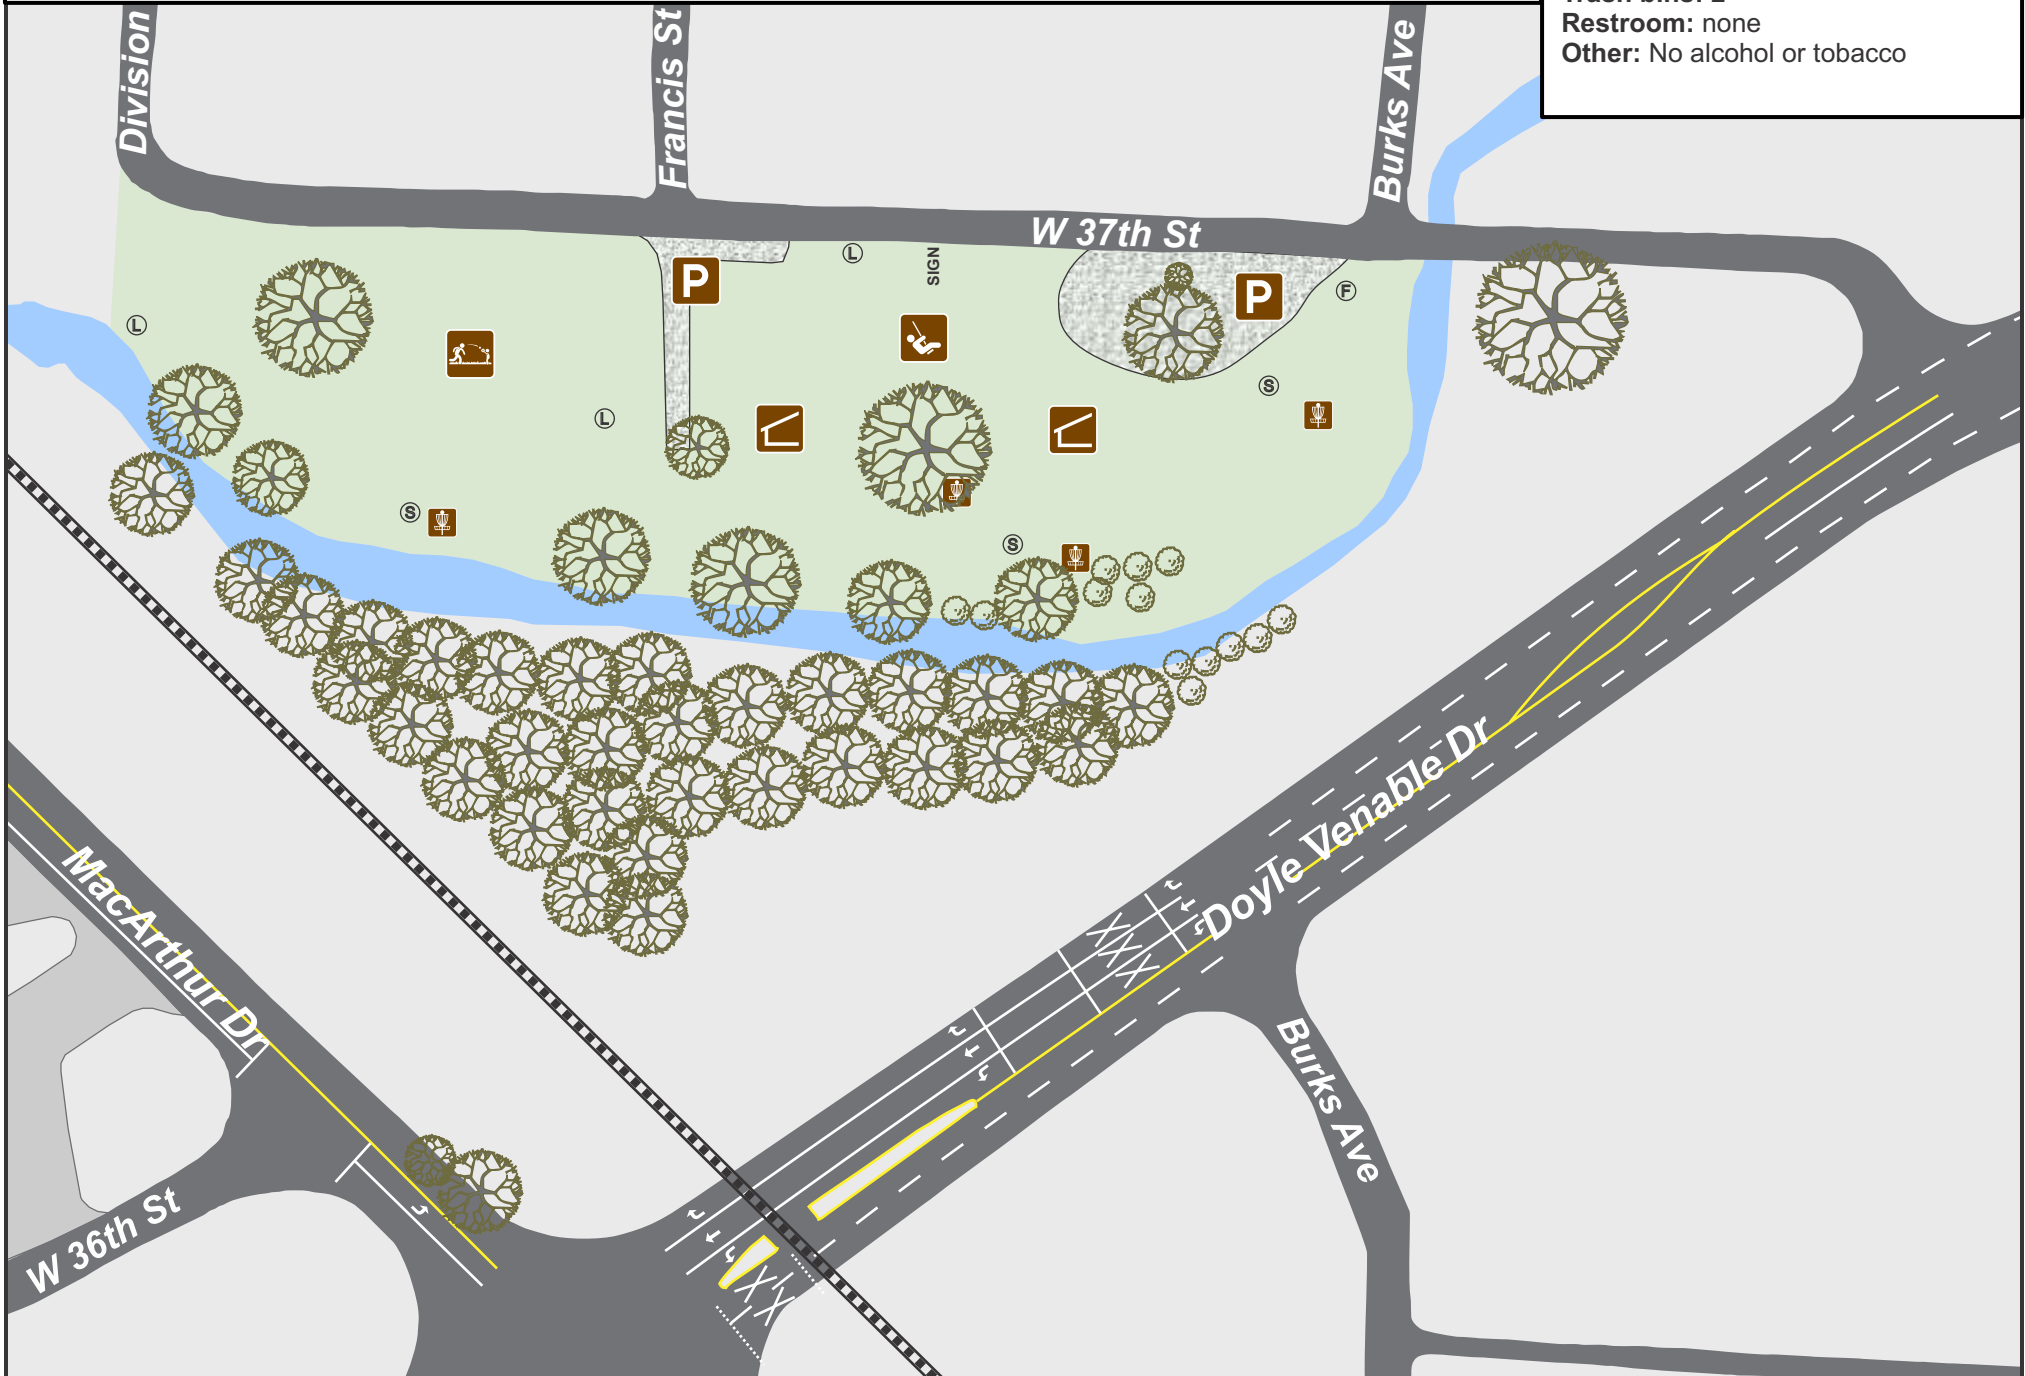 Restroom: none
Other: No alcohol or tobacco
Division
Francis St
Burks Ave
W 37th St
L
SIGN
P
P
F
L
S
L
S
S
Doyle Venable Dr
MacArthur Dr
Burks Ave
W 36th St